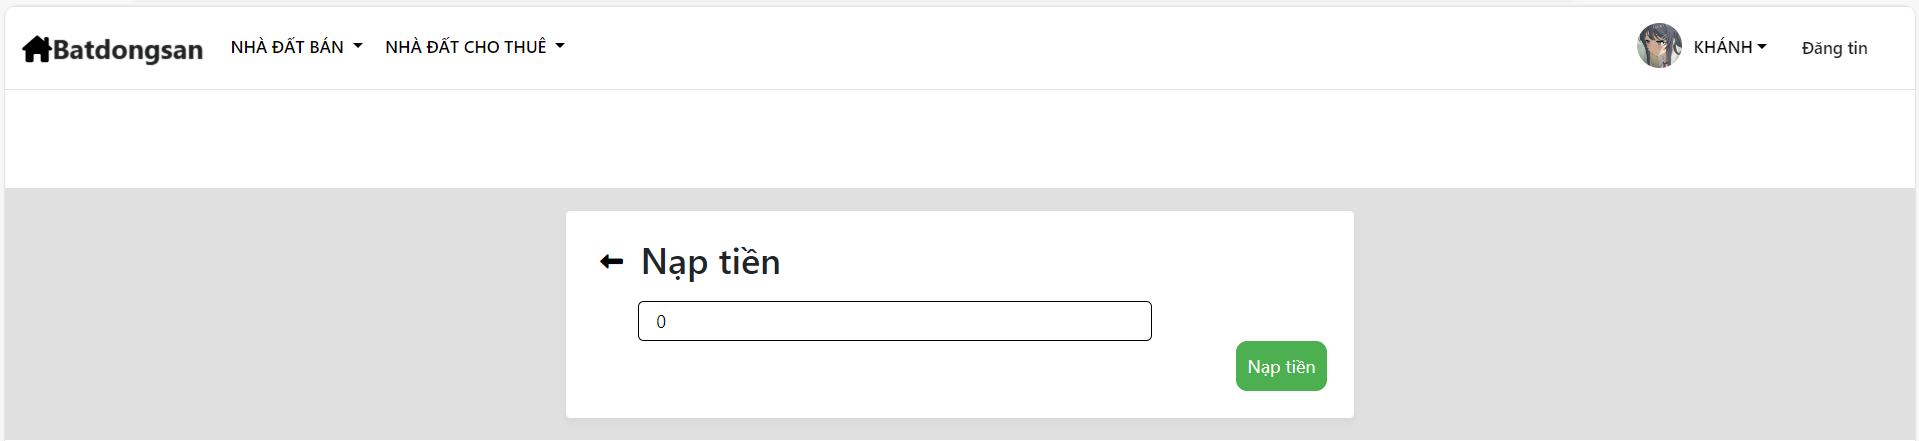 Batdongsan NHÀ ĐẤT BÁN NHÀ ĐẤT CHO THUÊ KHÁNH Đăng tin
Nạp tiền
0
Nạp tiền